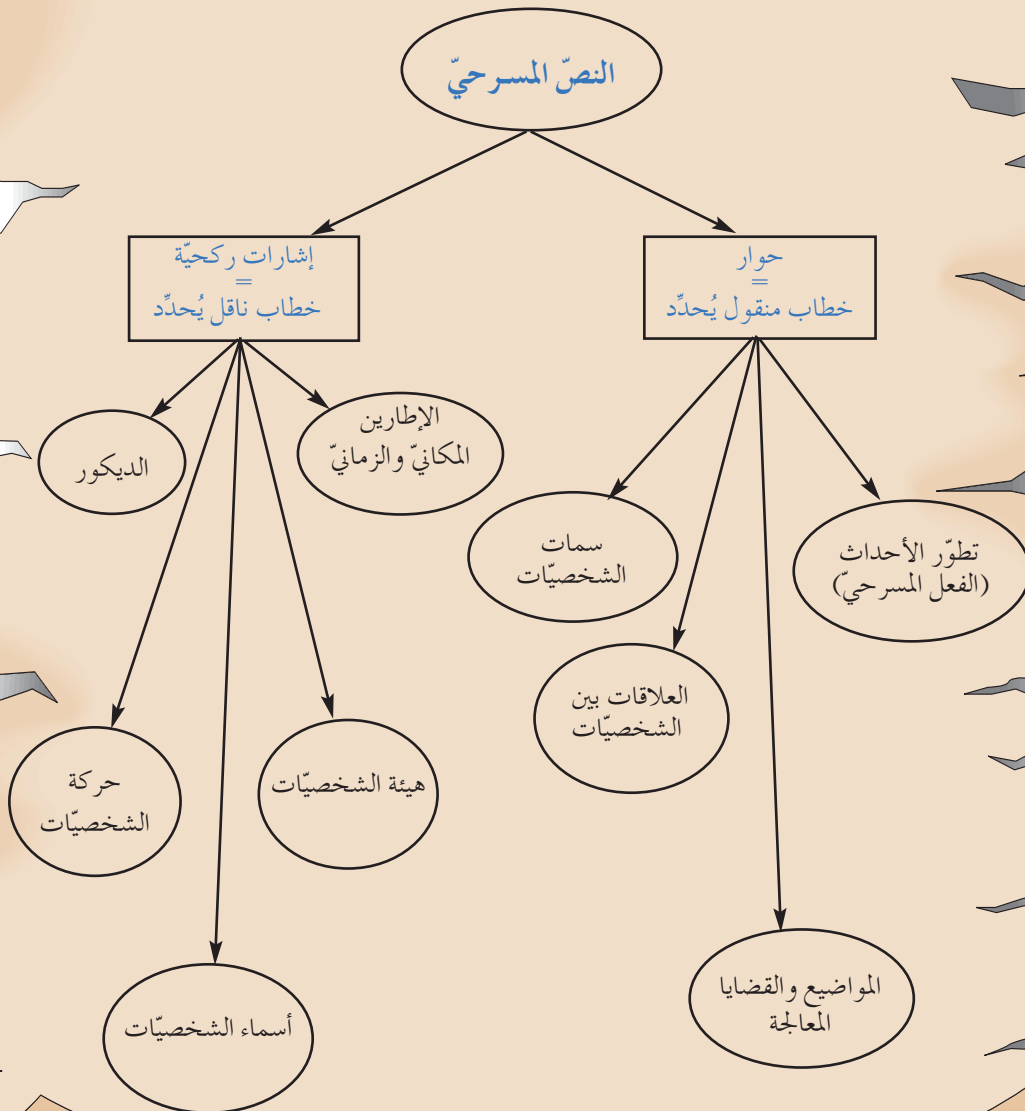 النصّ المسرحيّ
حوار
=
خطاب منقول يُحدِّد
إشارات ركحيّة
=
خطاب ناقل يُحدِّد
تطوّر الأحداث
(الفعل المسرحيّ)
سمات
الشخصيّات
العلاقات بين
الشخصيّات
المواضيع والقضايا
المعالجة
الإطارين
المكانيّ والزمانيّ
الديكور
هيئة الشخصيّات
حركة
الشخصيّات
أسماء الشخصيّات